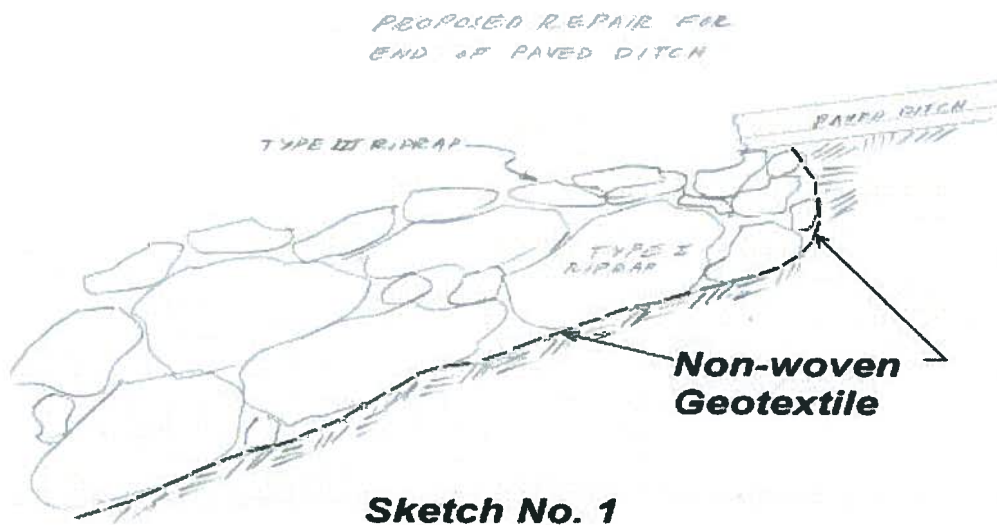 PROPOSED REPAIR FOR
END OF PAVED DITCH
PAVED DITCH
TYPE III RIPRAP
TYPE I
RIPRAP
Non-woven
Geotextile
Sketch No. 1